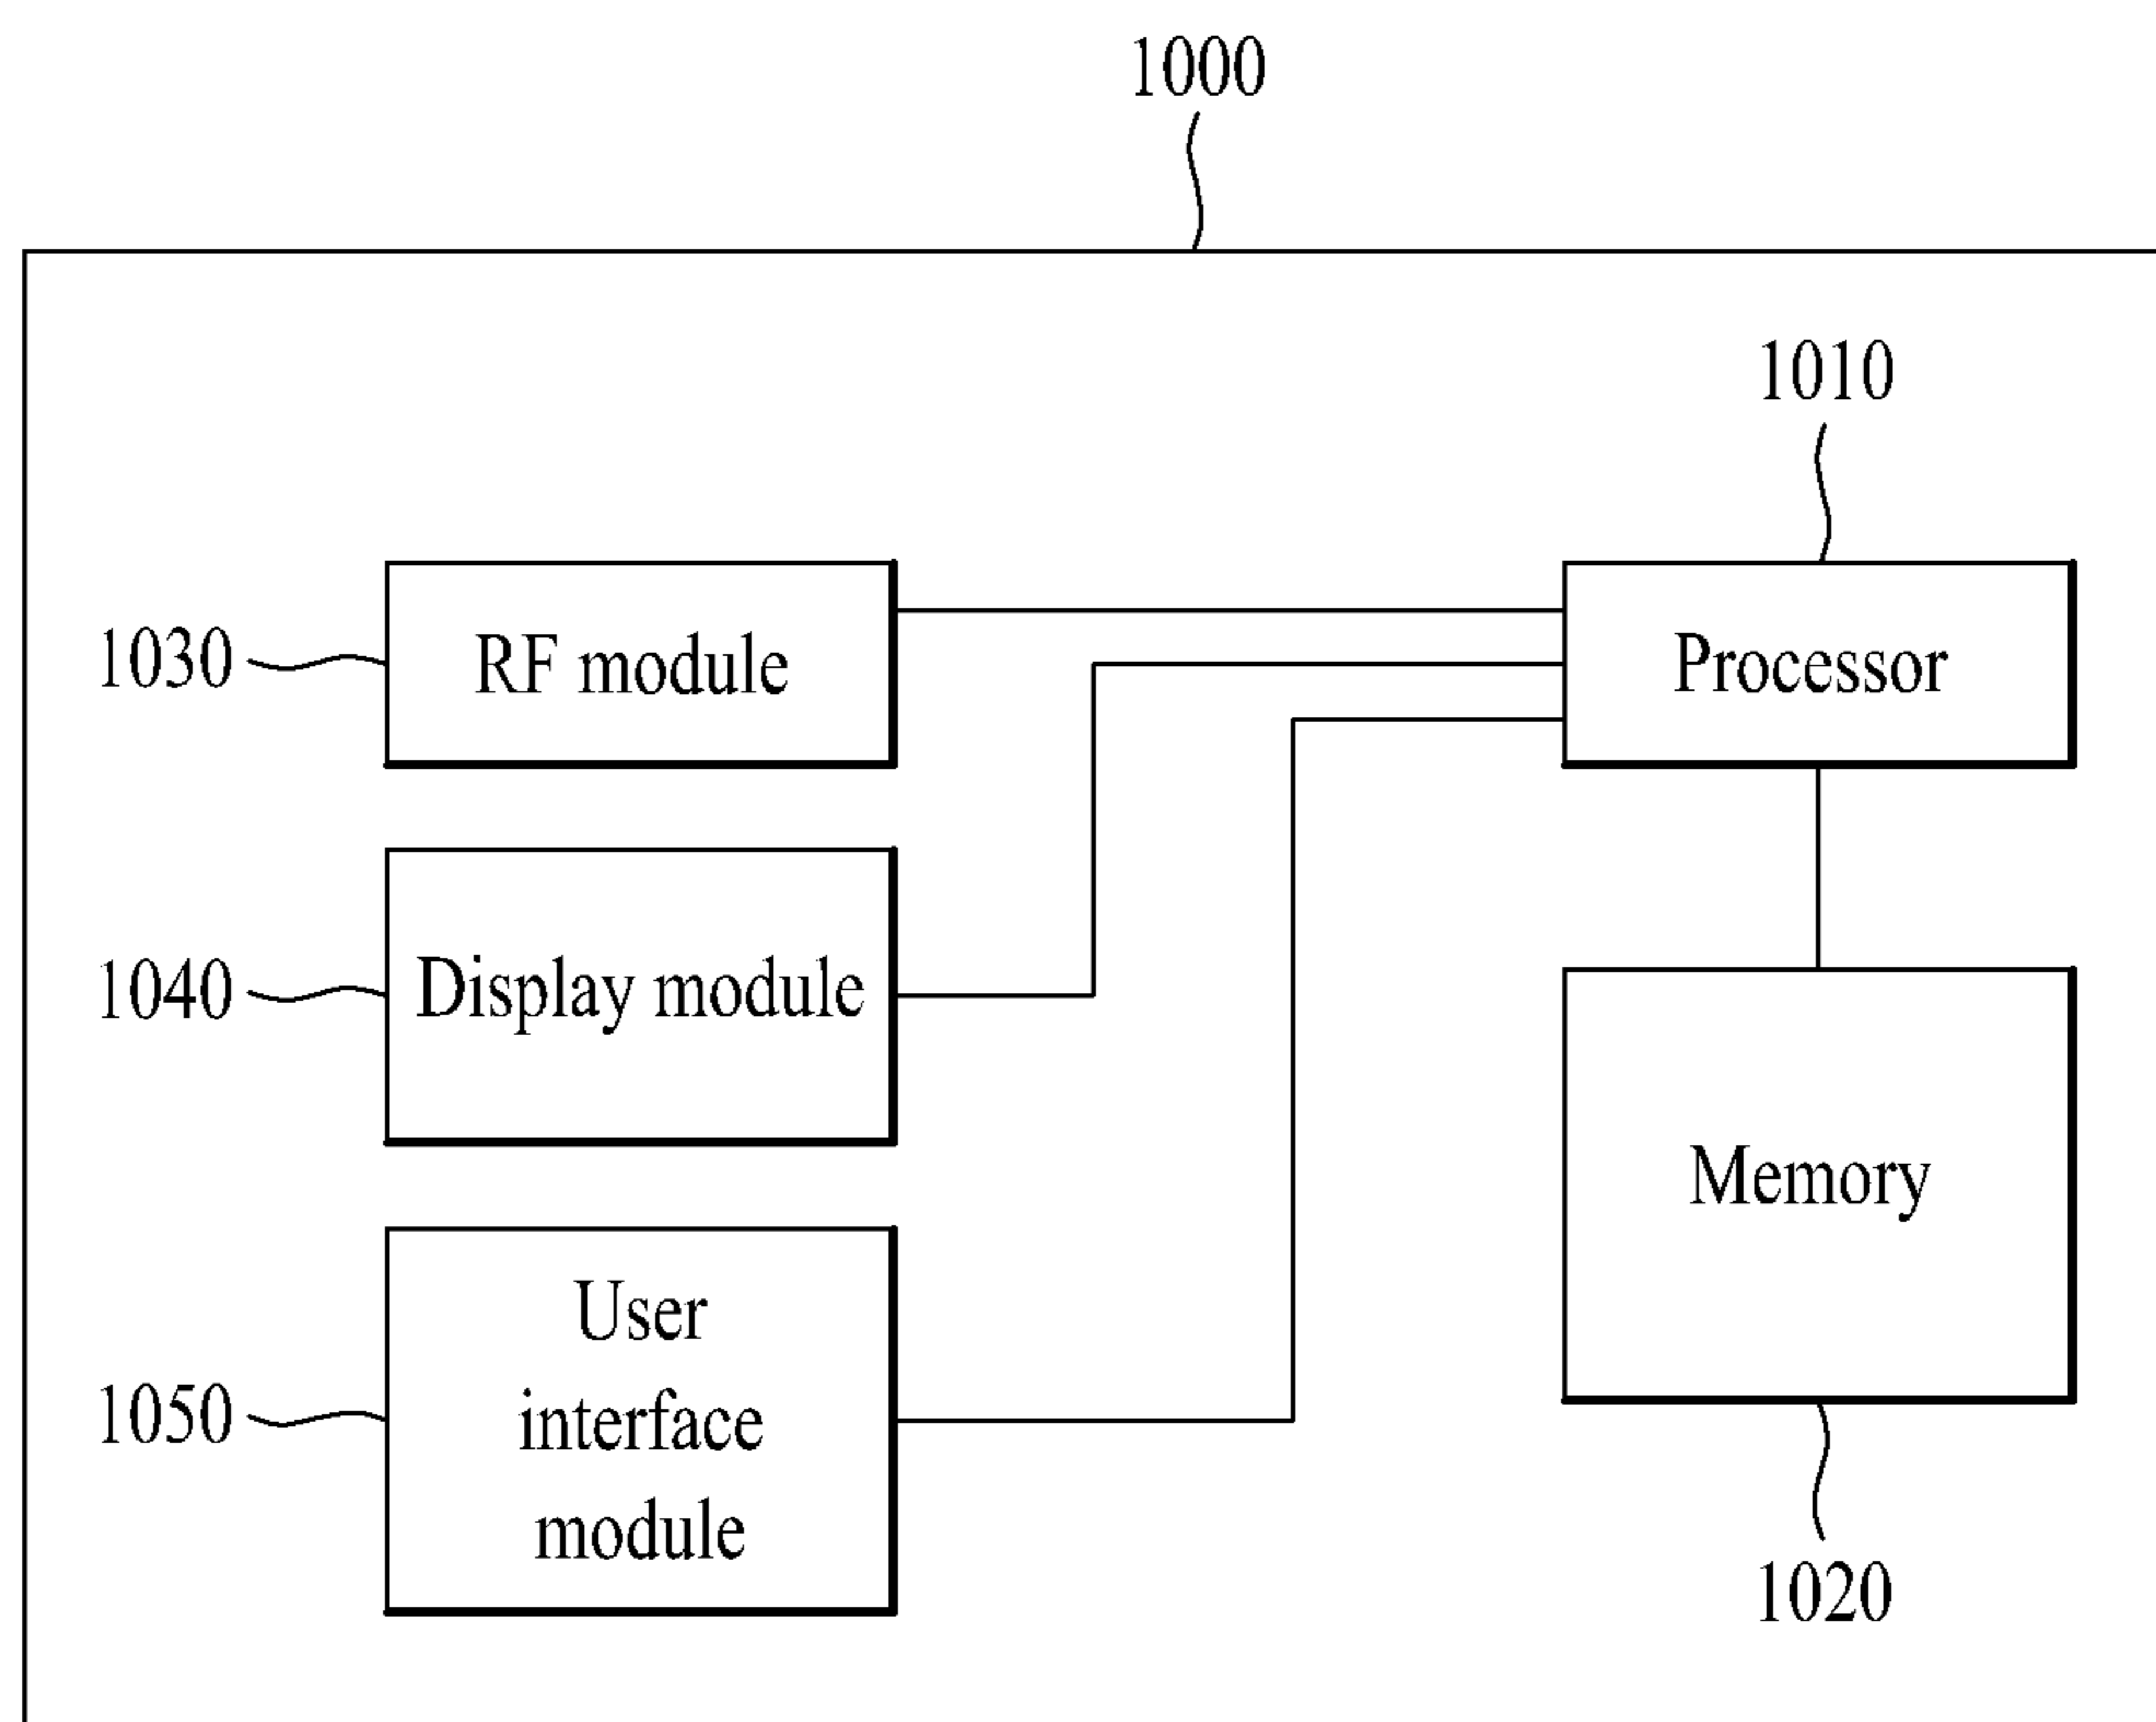 1000
1010
1030
RF module
Processor
1040
Display module
Memory
1050
User
interface
module
1020